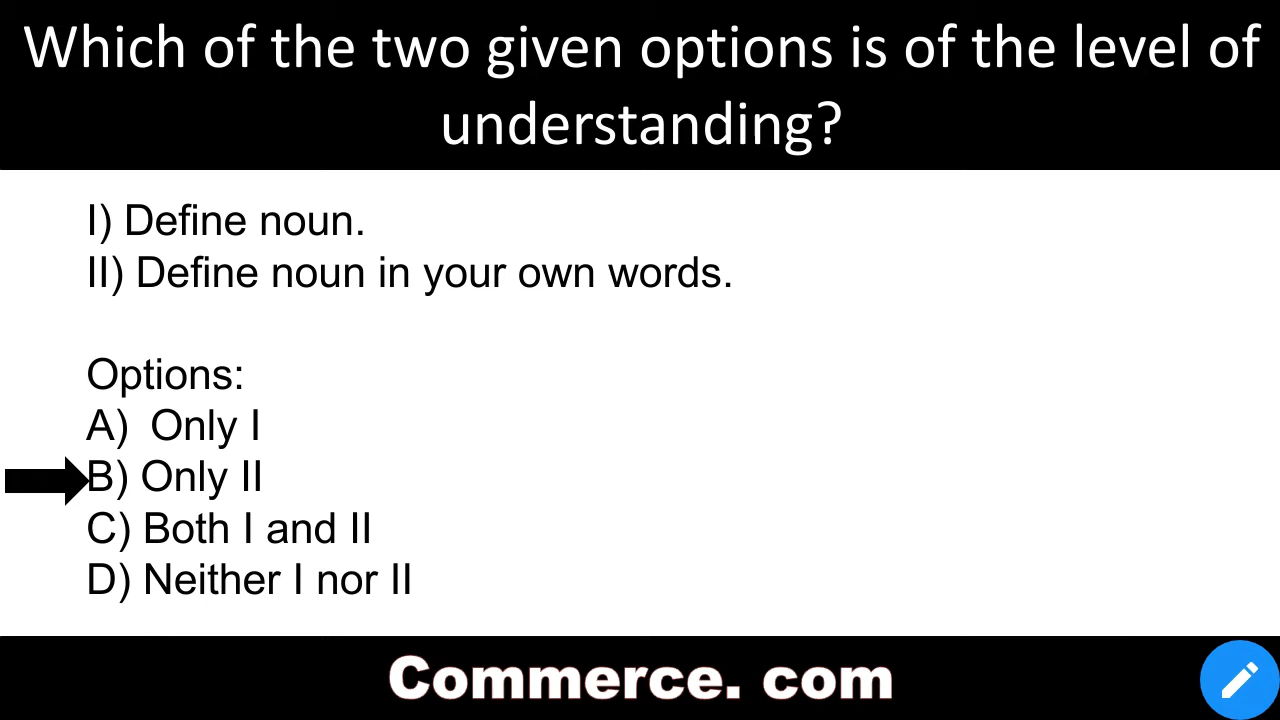 Which of the two given options is of the level of
understanding?
I) Define noun.
II) Define noun in your own words.
Options:
A) Only I
B) Only II
C) Both I and II
D) Neither I nor II
Commerce. com